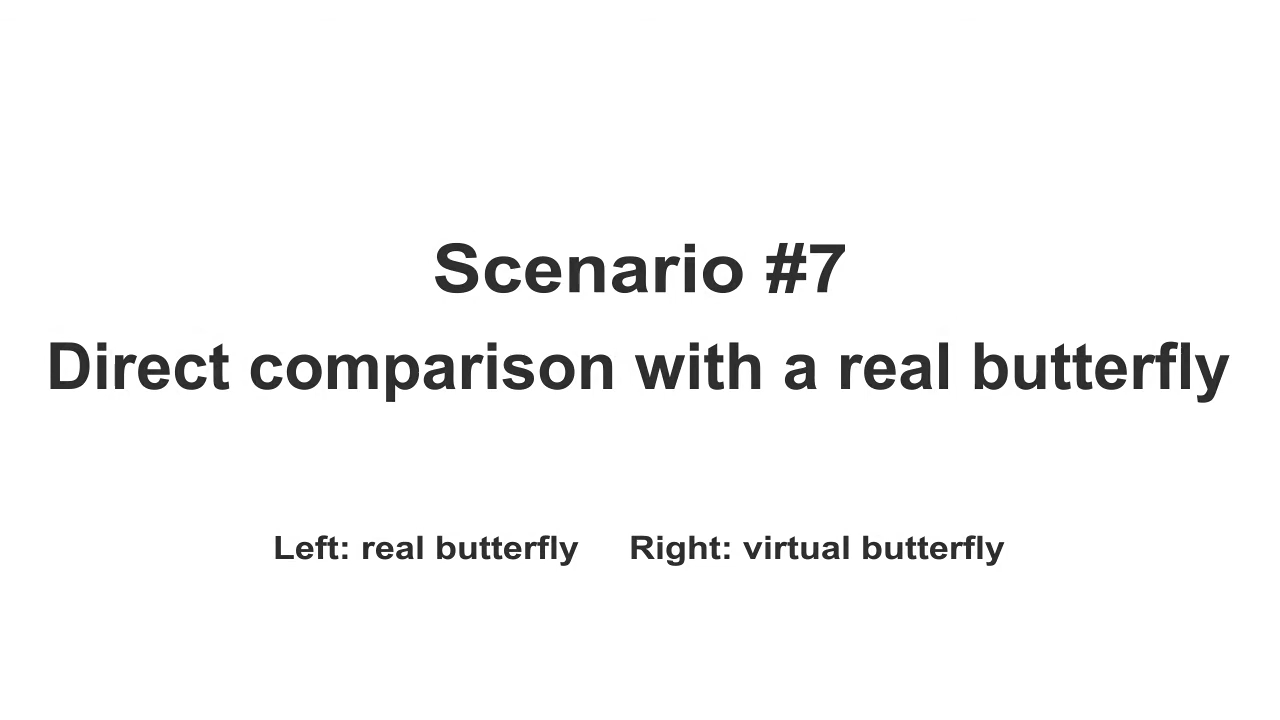 Scenario #7
Direct comparison with a real butterfly
Left: real butterfly Right: virtual butterfly